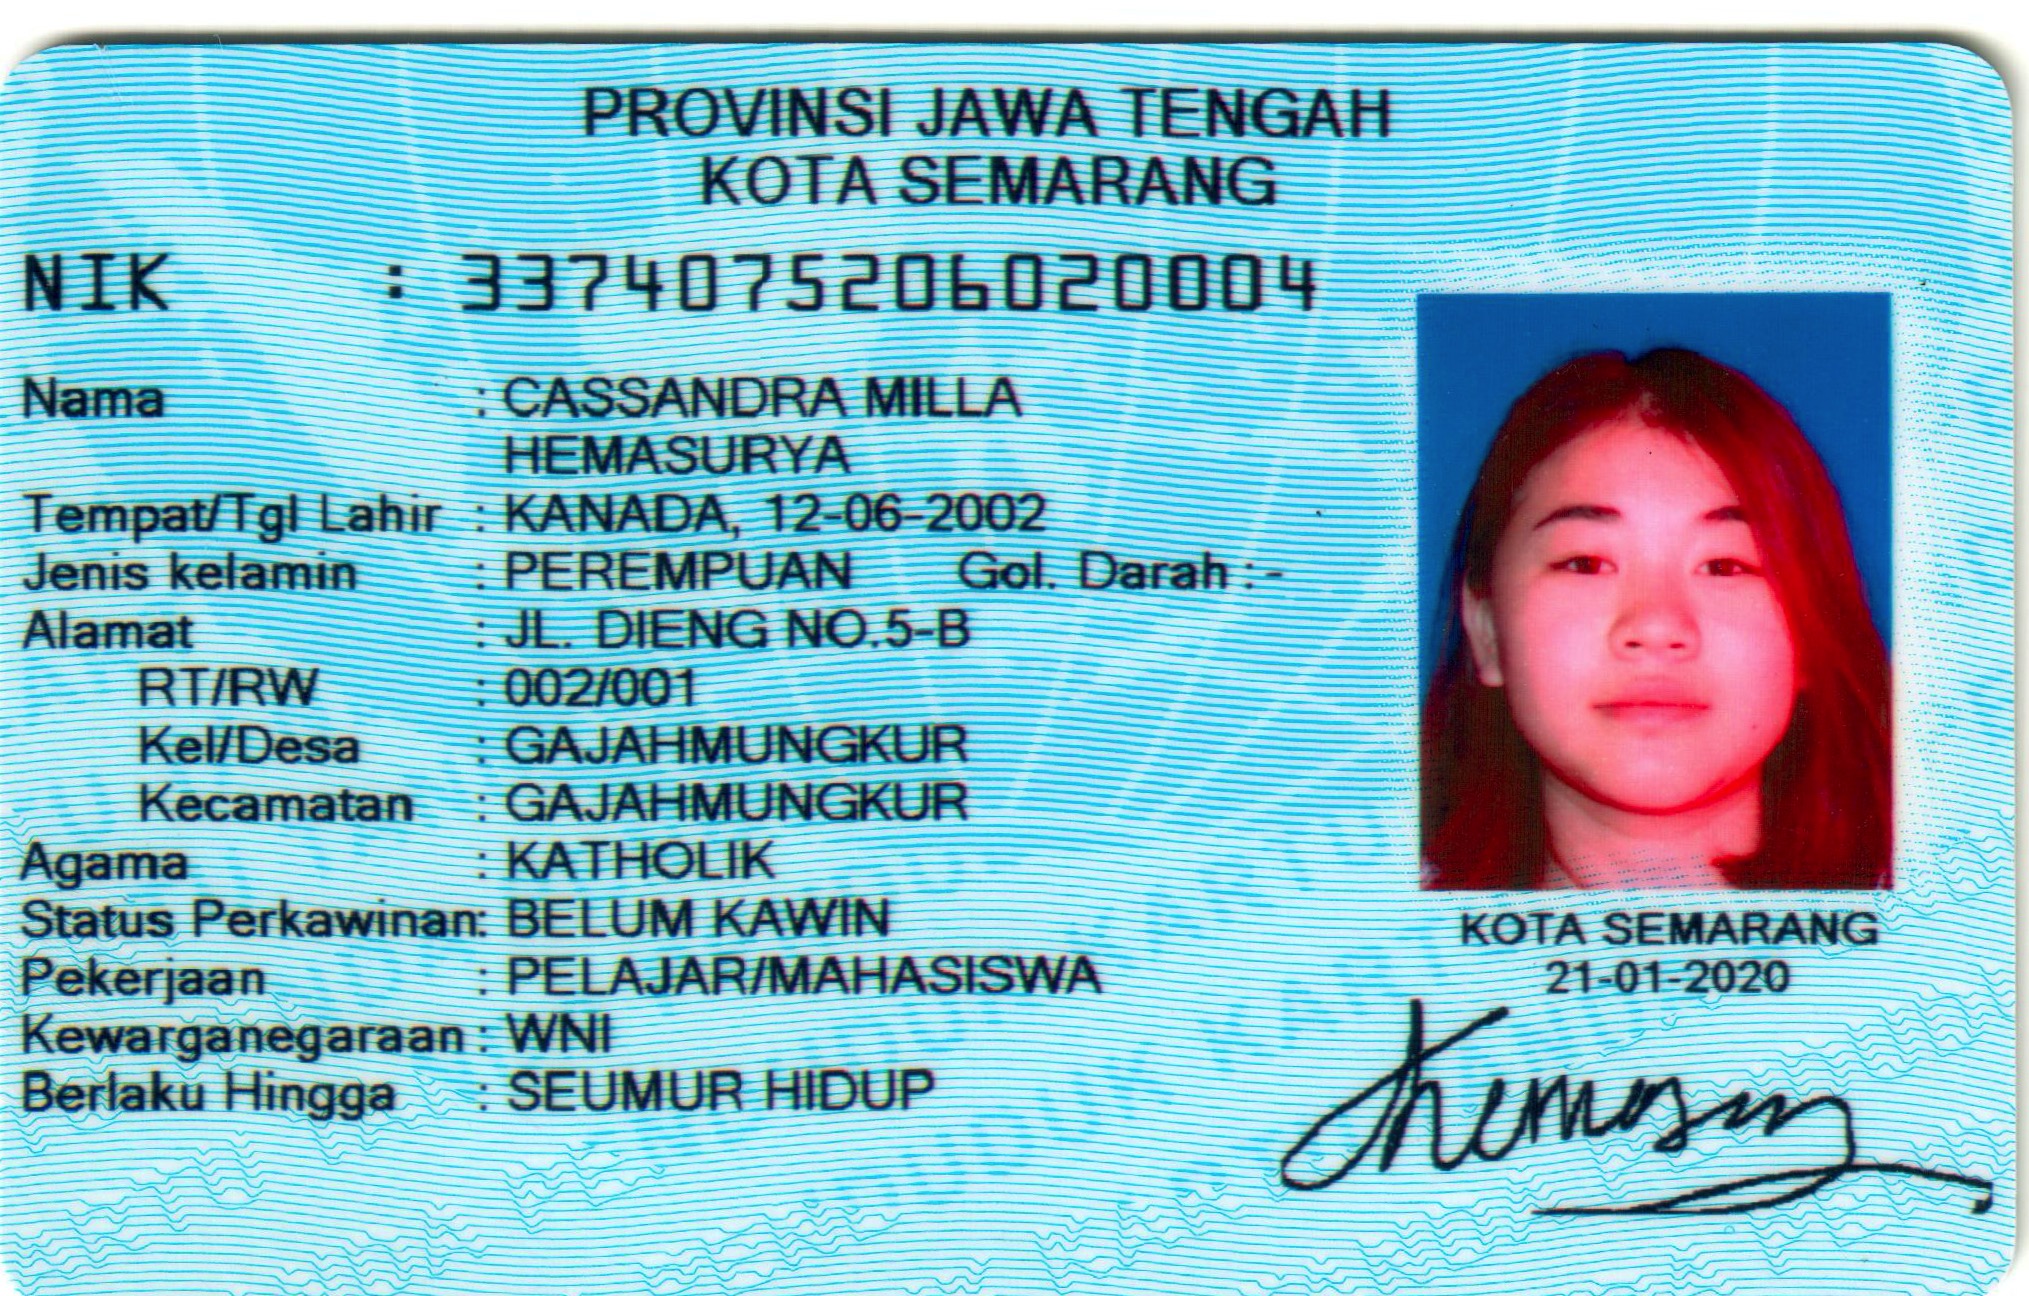 PROVINSI JAWA TENGAH
KOTA SEMARANG
NIK : 3374075206020004
Nama : CASSANDRA MILLA
HEMASURYA
Tempat/Tgl Lahir : KANADA, 12-06-2002
Jenis kelamin : PEREMPUAN Gol. Darah : -
Alamat : JL. DIENG NO.5-B
RT/RW : 002/001
Kel/Desa : GAJAHMUNGKUR
Kecamatan : GAJAHMUNGKUR
Agama : KATHOLIK
Status Perkawinan: BELUM KAWIN
Pekerjaan : PELAJAR/MAHASISWA
Kewarganegaraan : WNI
Berlaku Hingga : SEUMUR HIDUP
KOTA SEMARANG
21-01-2020